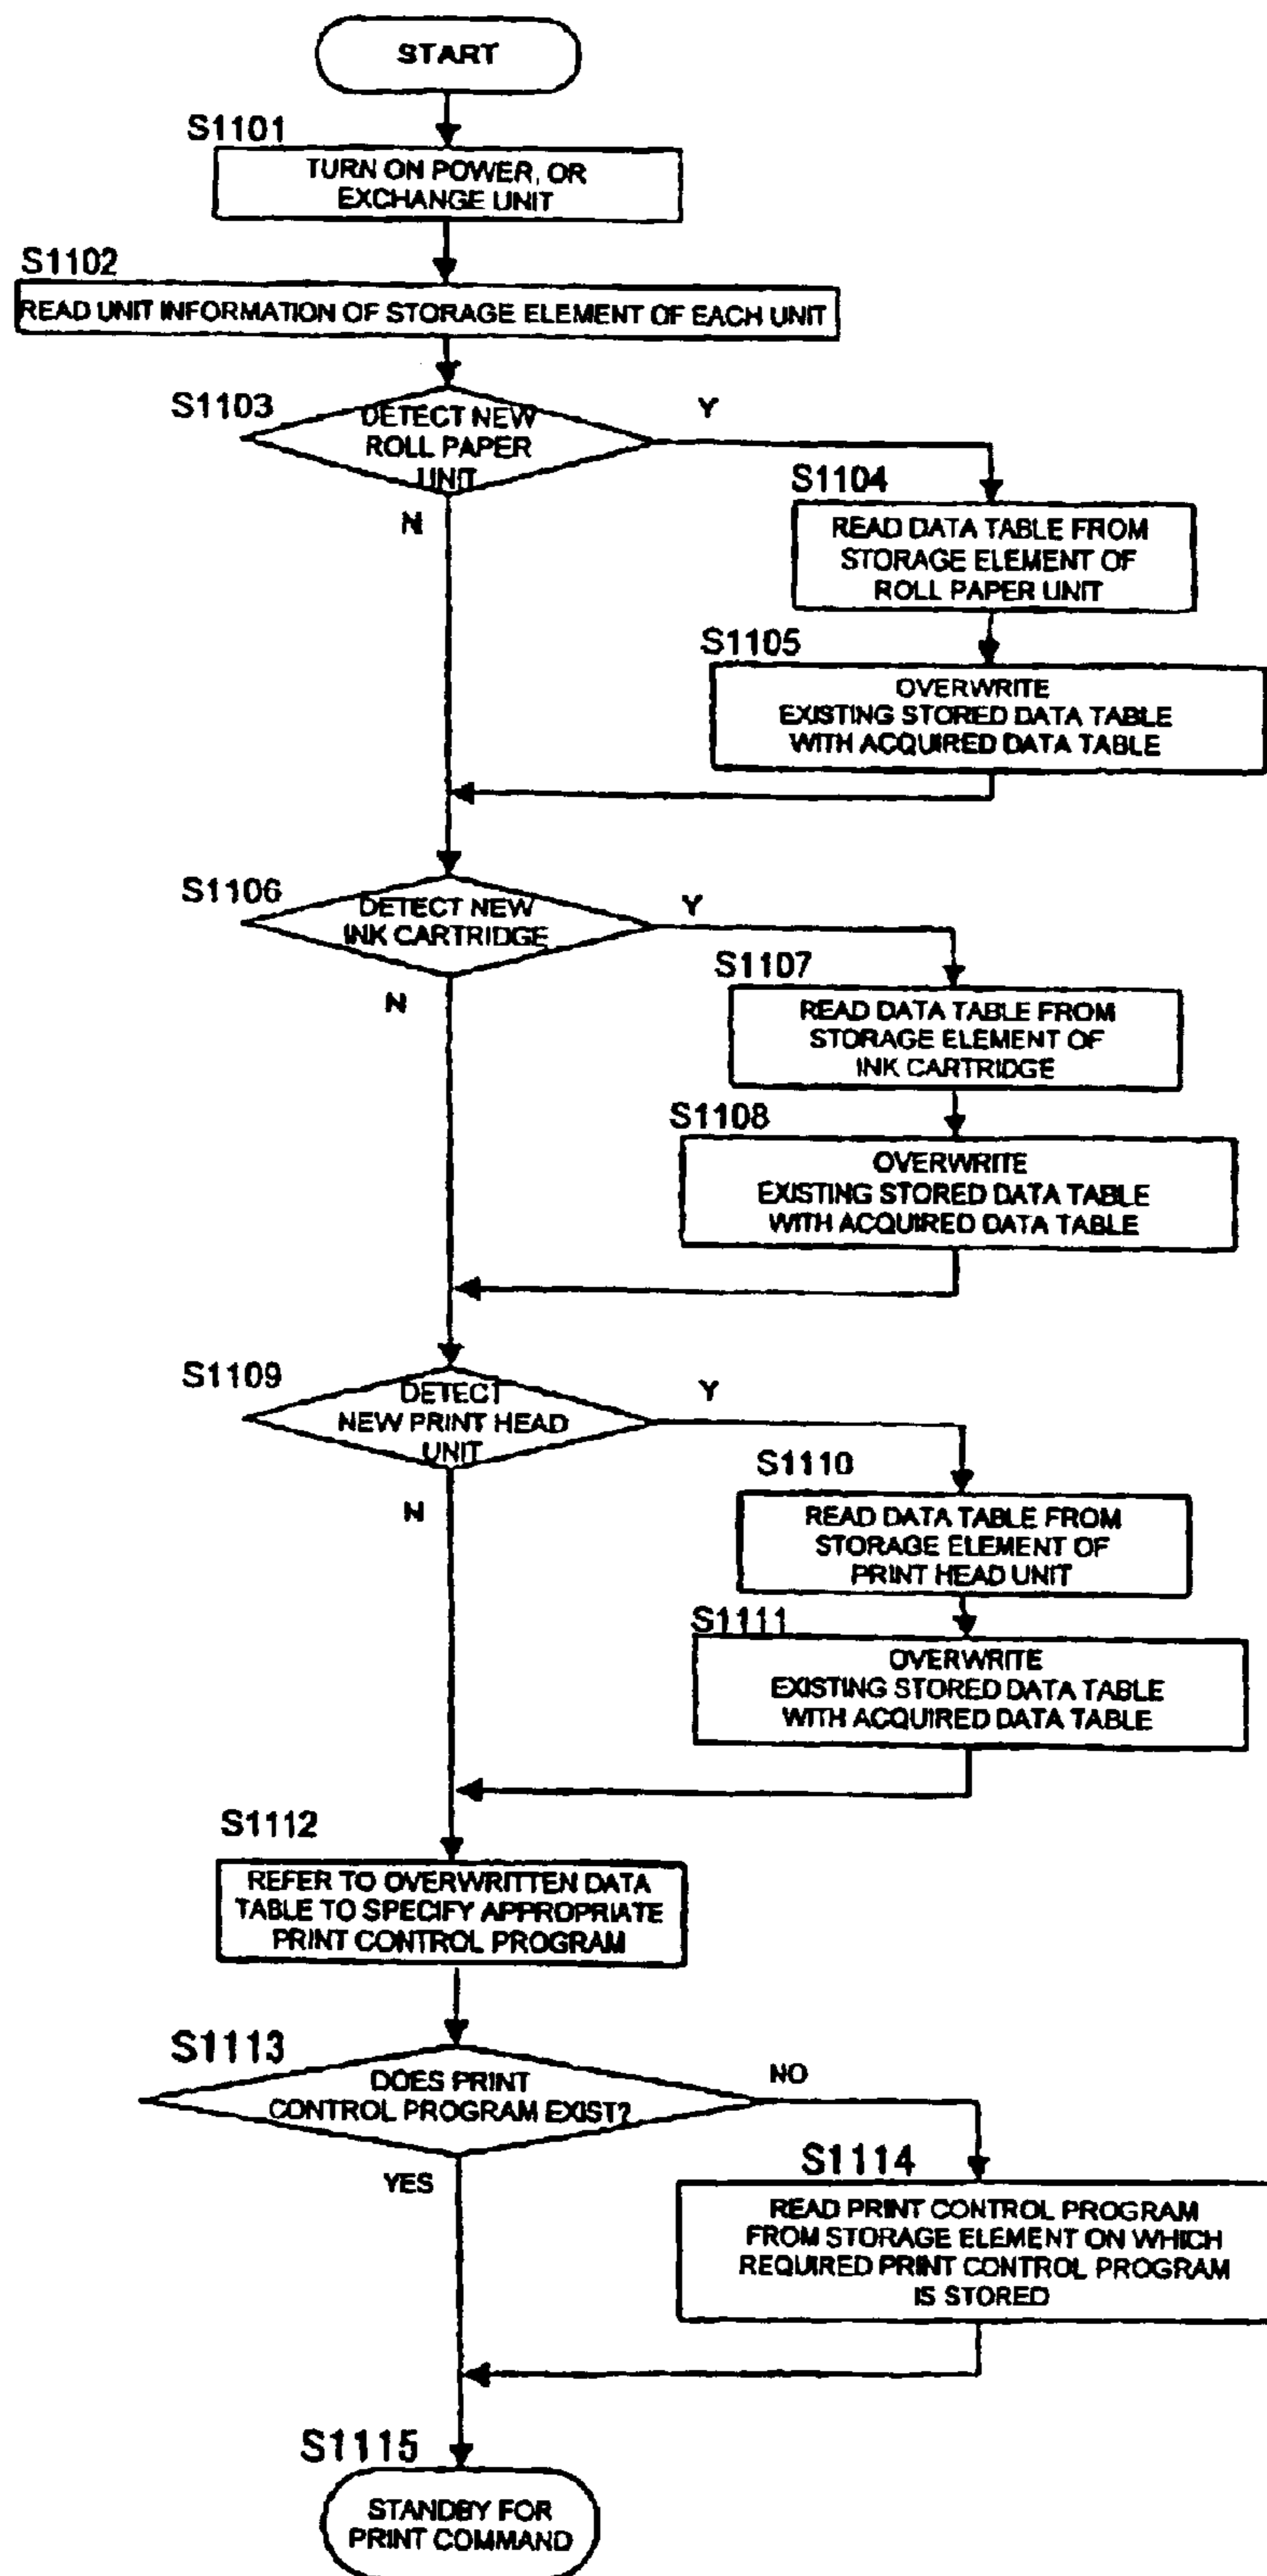 START
S1101
TURN ON POWER, OR
EXCHANGE UNIT
S1102
READ UNIT INFORMATION OF STORAGE ELEMENT OF EACH UNIT
S1103
DETECT NEW
ROLL PAPER
UNIT
Y
N
S1104
READ DATA TABLE FROM
STORAGE ELEMENT OF
ROLL PAPER UNIT
S1105
OVERWRITE
EXISTING STORED DATA TABLE
WITH ACQUIRED DATA TABLE
S1106
DETECT NEW
INK CARTRIDGE
Y
N
S1107
READ DATA TABLE FROM
STORAGE ELEMENT OF
INK CARTRIDGE
S1108
OVERWRITE
EXISTING STORED DATA TABLE
WITH ACQUIRED DATA TABLE
S1109
DETECT
NEW PRINT HEAD
UNIT
Y
N
S1110
READ DATA TABLE FROM
STORAGE ELEMENT OF
PRINT HEAD UNIT
S1111
OVERWRITE
EXISTING STORED DATA TABLE
WITH ACQUIRED DATA TABLE
S1112
REFER TO OVERWRITTEN DATA
TABLE TO SPECIFY APPROPRIATE
PRINT CONTROL PROGRAM
S1113
DOES PRINT
CONTROL PROGRAM EXIST?
NO
YES
S1114
READ PRINT CONTROL PROGRAM
FROM STORAGE ELEMENT ON WHICH
REQUIRED PRINT CONTROL PROGRAM
IS STORED
S1115
STANDBY FOR
PRINT COMMAND